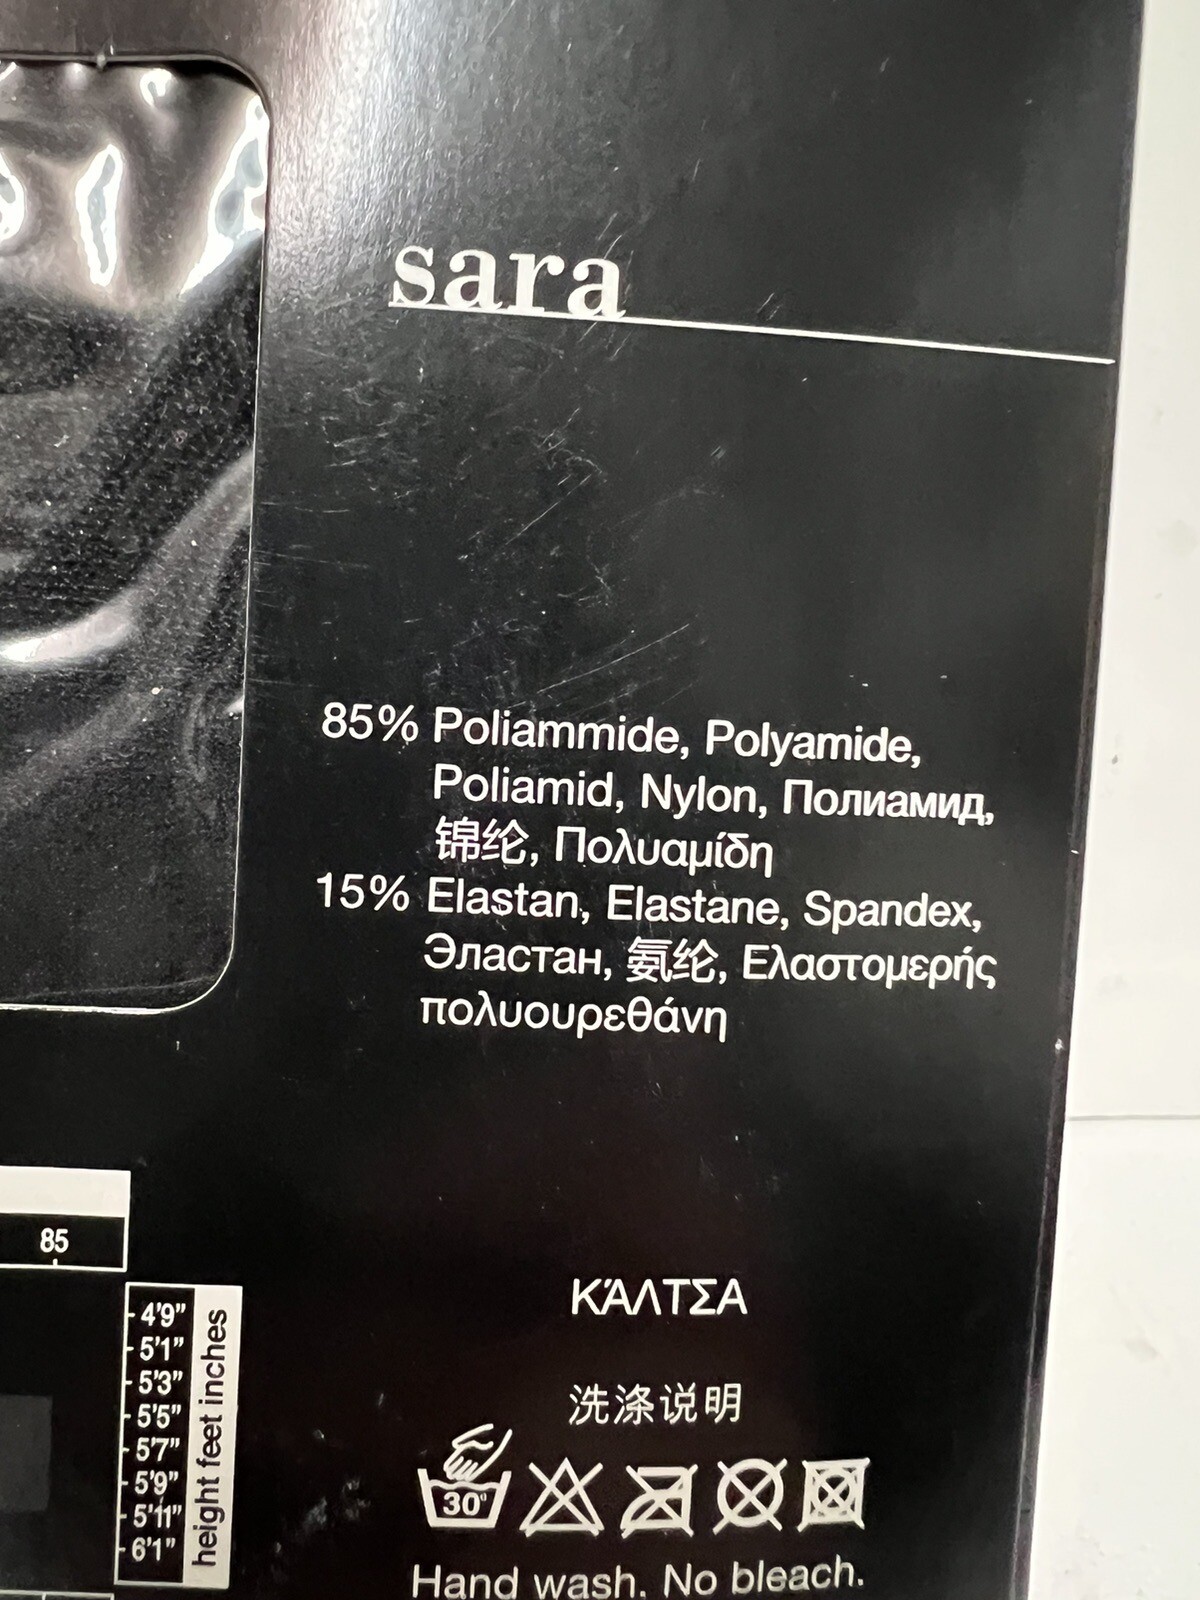 sara
85% Poliammide, Polyamide,
Poliamid, Nylon, Полиамид,
锦纶, Πολυαμίδη
15% Elastan, Elastane, Spandex,
Эластан, 氨纶, Ελαστομερής
πολυουρεθάνη
85
4'9"
5'1"
5'3"
5'5"
5'7"
5'9"
5'11"
6'1"
height feet inches
ΚΆΛΤΣΑ
洗涤说明
30°
Hand wash. No bleach.